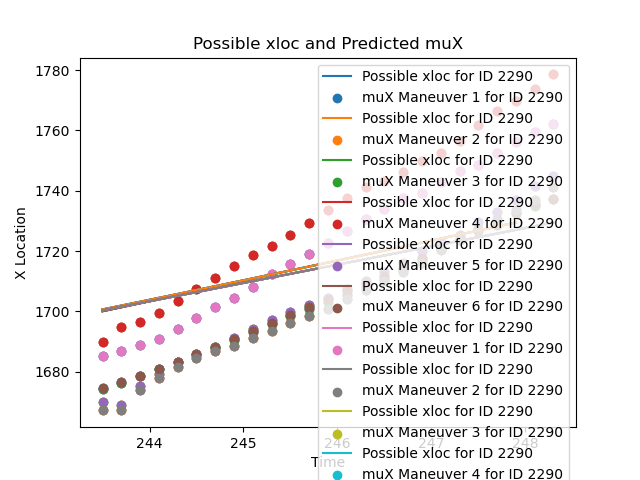 Possible xloc and Predicted muX
1780
1760
1740
1720
1700
1680
X Location
244
245
246
247
248
Time
Possible xloc for ID 2290
muX Maneuver 1 for ID 2290
Possible xloc for ID 2290
muX Maneuver 2 for ID 2290
Possible xloc for ID 2290
muX Maneuver 3 for ID 2290
Possible xloc for ID 2290
muX Maneuver 4 for ID 2290
Possible xloc for ID 2290
muX Maneuver 5 for ID 2290
Possible xloc for ID 2290
muX Maneuver 6 for ID 2290
Possible xloc for ID 2290
muX Maneuver 1 for ID 2290
Possible xloc for ID 2290
muX Maneuver 2 for ID 2290
Possible xloc for ID 2290
muX Maneuver 3 for ID 2290
Possible xloc for ID 2290
muX Maneuver 4 for ID 2290